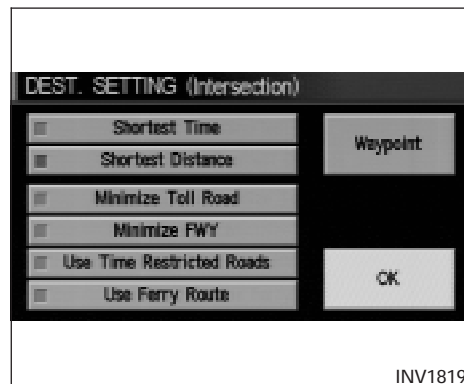 DEST. SETTING (Intersection)
Shortest Time
Shortest Distance
Waypoint
Minimize Toll Road
Minimize FWY
Use Time Restricted Roads
Use Ferry Route
OK
INV1819